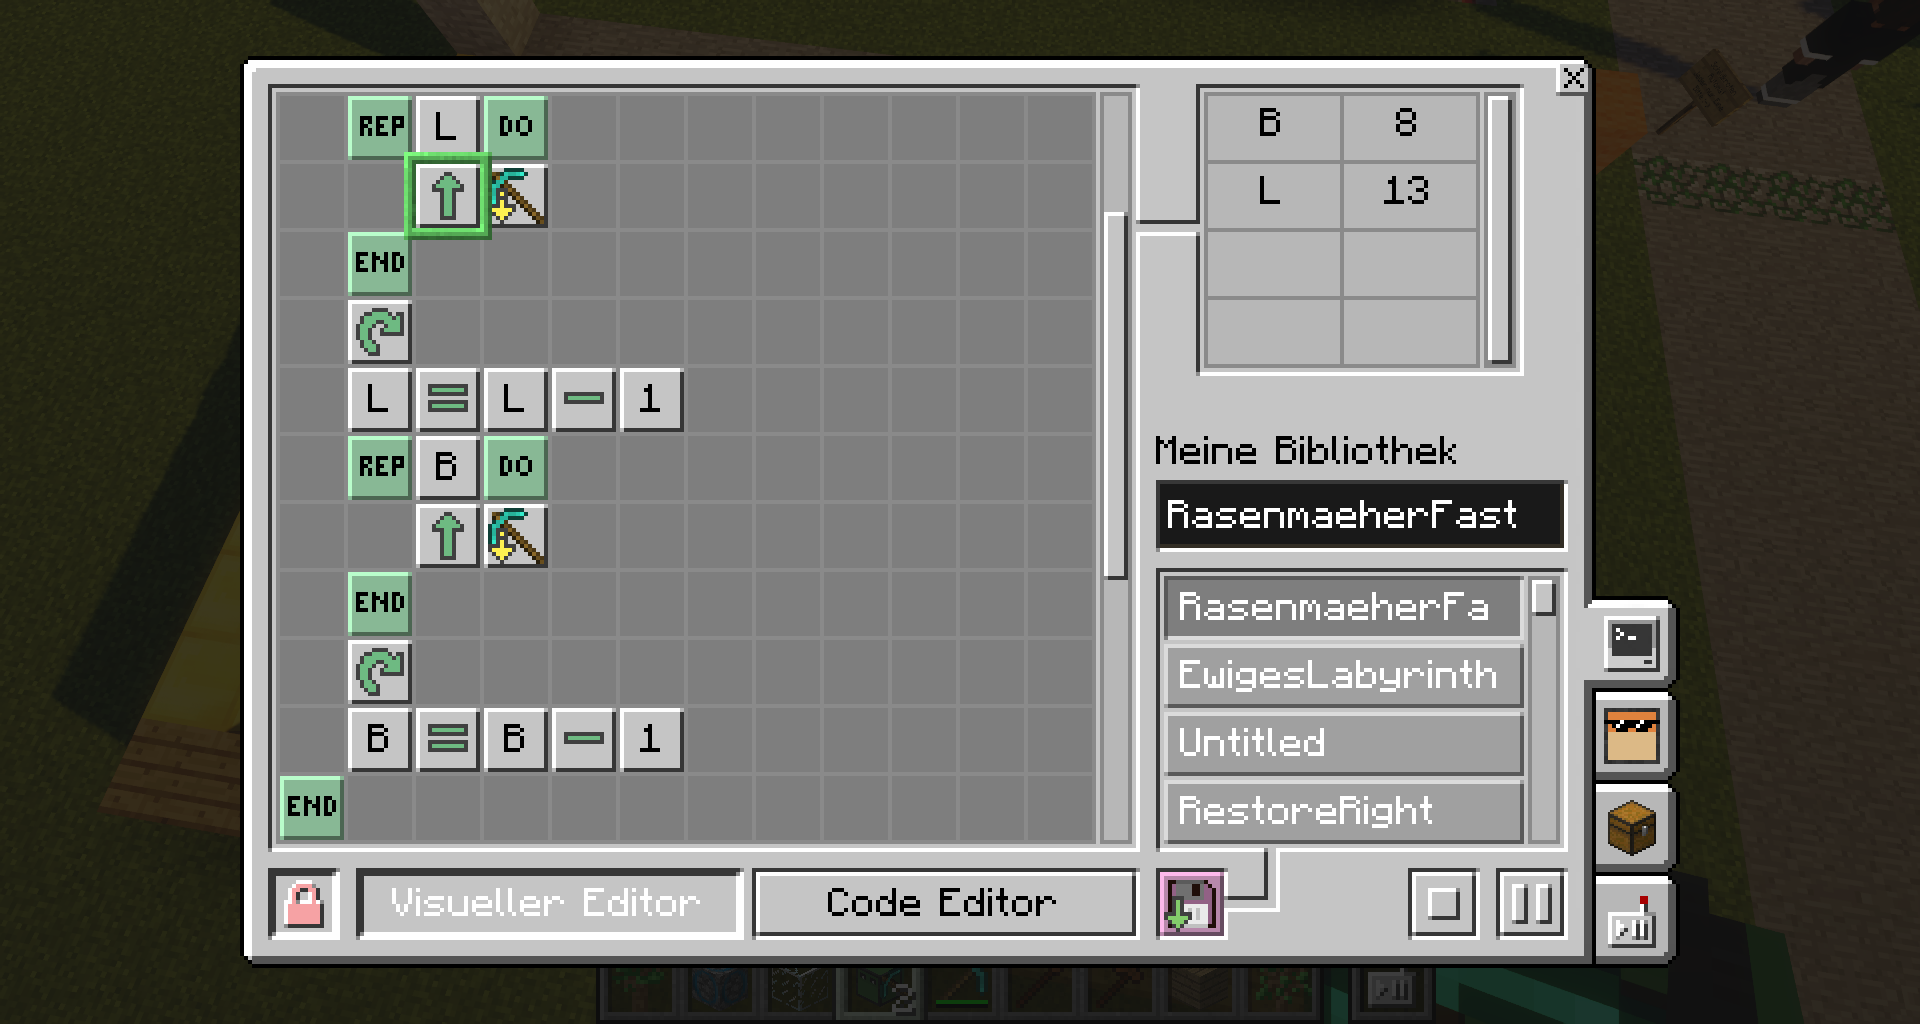 REP L DO
END
L = L - 1
REP B DO
END
B = B - 1
END
B 8
L 13
Meine Bibliothek
RasenmaeherFast
RasenmaeherFa
EwigesLabyrinth
Untitled
RestoreRight
Visueller Editor
Code Editor
2